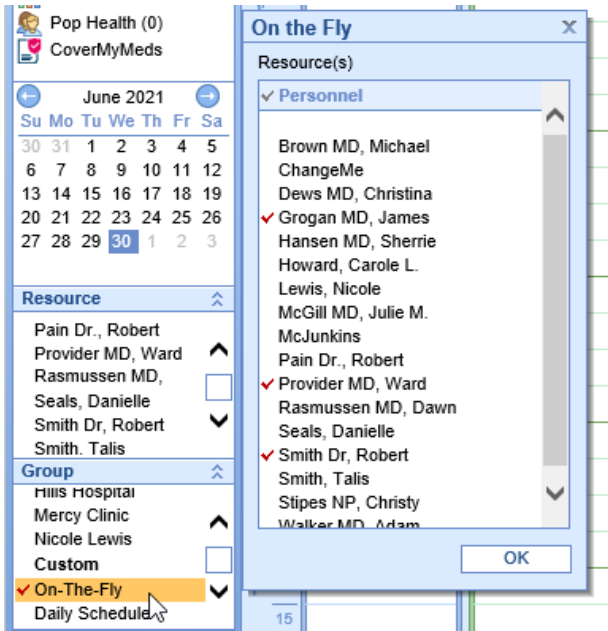 Pop Health (0)
CoverMyMeds
June 2021
Su Mo Tu We Th Fr Sa
30 31 1 2 3 4 5
6 7 8 9 10 11 12
13 14 15 16 17 18 19
20 21 22 23 24 25 26
27 28 29 30 1 2 3
Resource
Pain Dr., Robert
Provider MD, Ward
Rasmussen MD,
Seals, Danielle
Smith Dr, Robert
Smith, Talis
Group
Hills Hospital
Mercy Clinic
Nicole Lewis
Custom
On-The-Fly
Daily Schedule
On the Fly
Resource(s)
Personnel
Brown MD, Michael
ChangeMe
Dews MD, Christina
Grogan MD, James
Hansen MD, Sherrie
Howard, Carole L.
Lewis, Nicole
McGill MD, Julie M.
McJunkins
Pain Dr., Robert
Provider MD, Ward
Rasmussen MD, Dawn
Seals, Danielle
Smith Dr, Robert
Smith, Talis
Stipes NP, Christy
Walker MD, Adam
OK
15